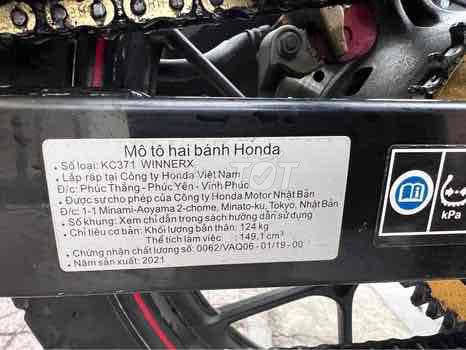 Mô tô hai bánh Honda
- Số loại: KC371 WINNERX
- Lắp ráp tại Công ty Honda Việt Nam
Đ/c: Phúc Thắng - Phúc Yên - Vĩnh Phúc
- Được sự cho phép của Công ty Honda Motor Nhật Bản
Đ/c: 1-1 Minami-Aoyama 2-chome, Minato-ku, Tokyo, Nhật Bản
- Số khung: Xem chỉ dẫn trong sách hướng dẫn sử dụng
- Chỉ tiêu cơ bản: Khối lượng bản thân: 124 kg
Thể tích làm việc : 149,1 cm³
- Chứng nhận chất lượng số: 0062/VAQ06 - 01/19 - 00
- Năm sản xuất: 2021
kPa
TỐT